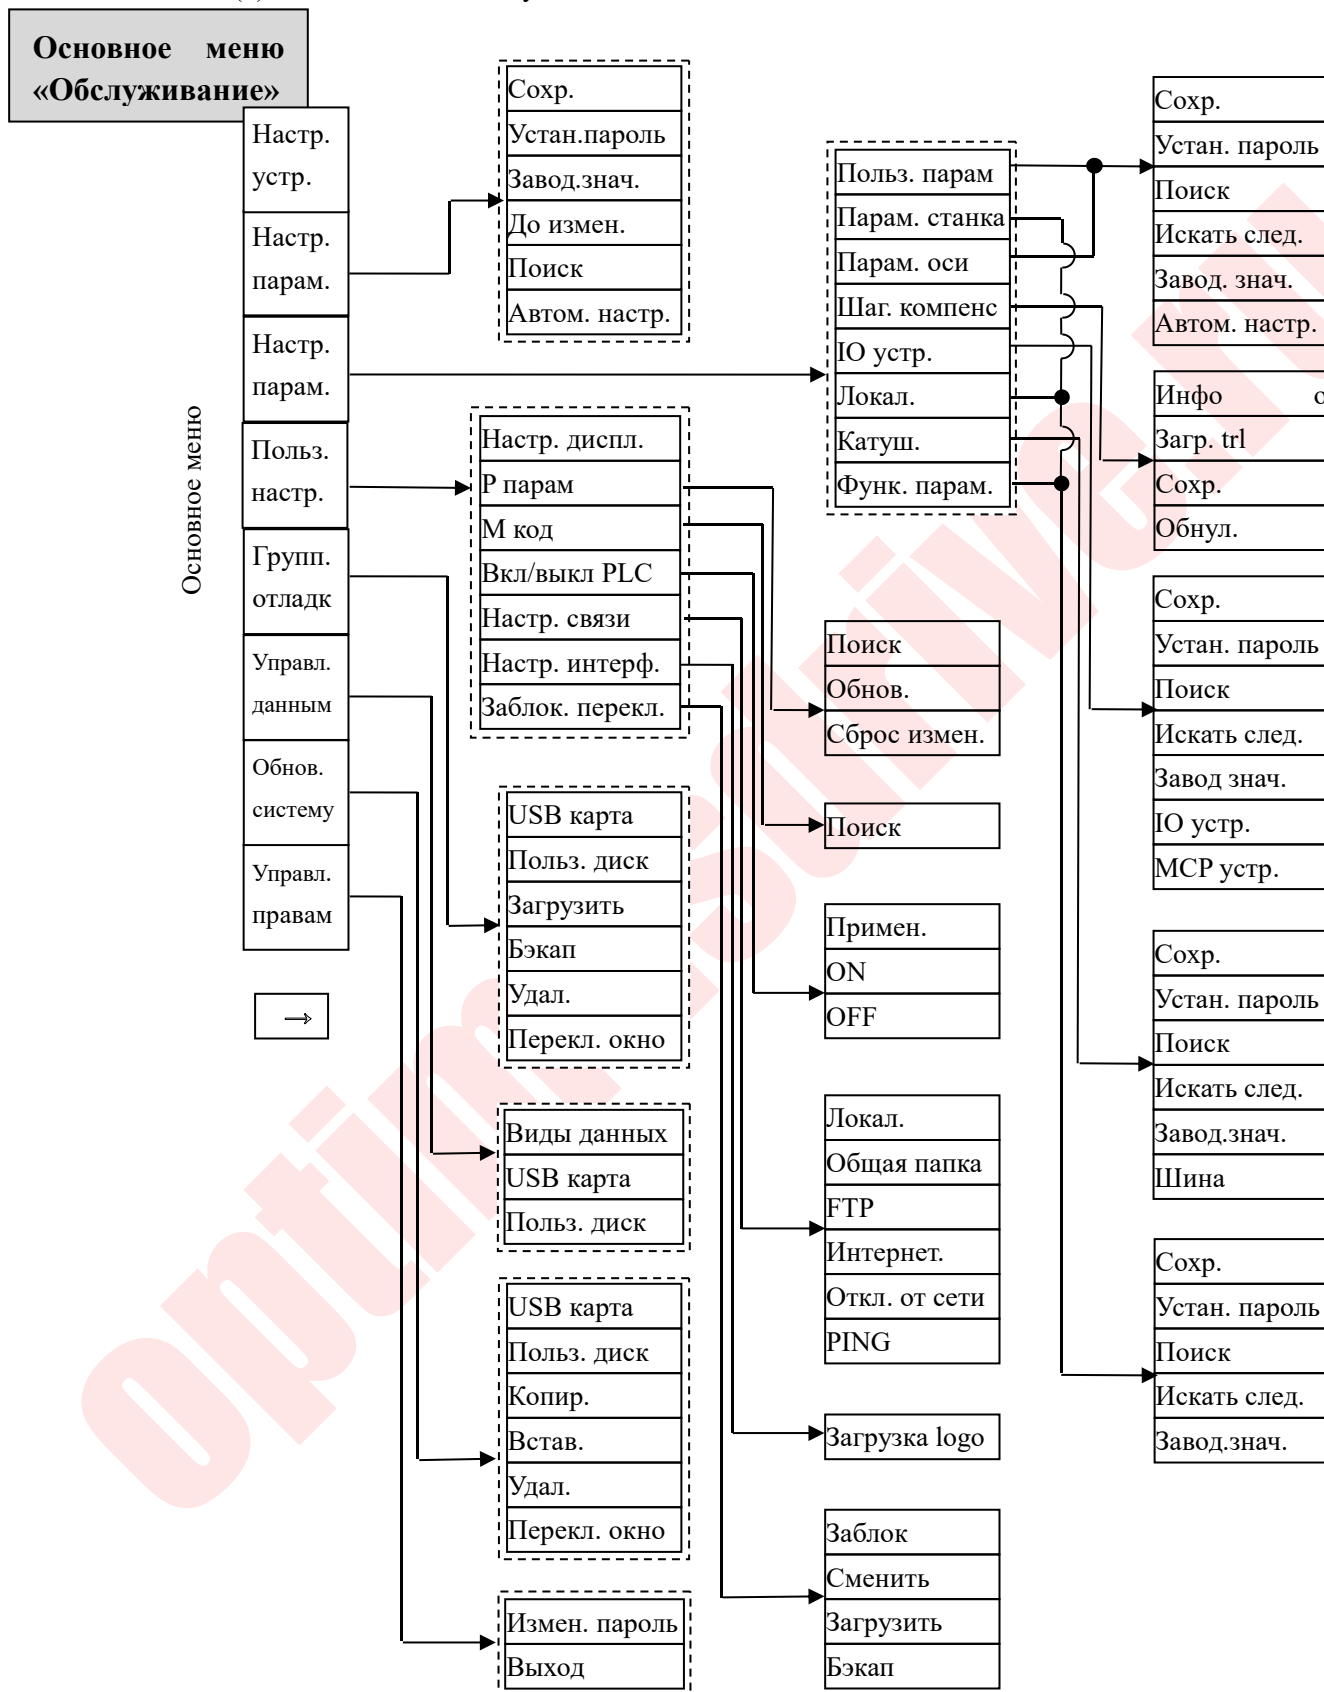 Основное меню
«Обслуживание»
Основное меню
Настр.
устр.
Настр.
парам.
Настр.
парам.
Польз.
настр.
Групп.
отладк
Управл.
данным
Обнов.
систему
Управл.
правам
→
Сохр.
Устан.пароль
Завод.знач.
До измен.
Поиск
Автом. настр.
Настр. диспл.
Р парам
М код
Вкл/выкл PLC
Настр. связи
Настр. интерф.
Заблок. перекл.
USB карта
Польз. диск
Загрузить
Бэкап
Удал.
Перекл. окно
Виды данных
USB карта
Польз. диск
USB карта
Польз. диск
Копир.
Встав.
Удал.
Перекл. окно
Измен. пароль
Выход
Польз. парам
Парам. станка
Парам. оси
Шаг. компенс
IO устр.
Локал.
Катуш.
Функ. парам.
Поиск
Обнов.
Сброс измен.
Поиск
Примен.
ON
OFF
Локал.
Общая папка
FTP
Интернет.
Откл. от сети
PING
Загрузка logo
Заблок
Сменить
Загрузить
Бэкап
Сохр.
Устан. пароль
Поиск
Искать след.
Завод. знач.
Автом. настр.
Инфо о
Загр. trl
Сохр.
Обнул.
Сохр.
Устан. пароль
Поиск
Искать след.
Завод знач.
IO устр.
MCP устр.
Сохр.
Устан. пароль
Поиск
Искать след.
Завод.знач.
Шина
Сохр.
Устан. пароль
Поиск
Искать след.
Завод.знач.
optimusdrive.ru